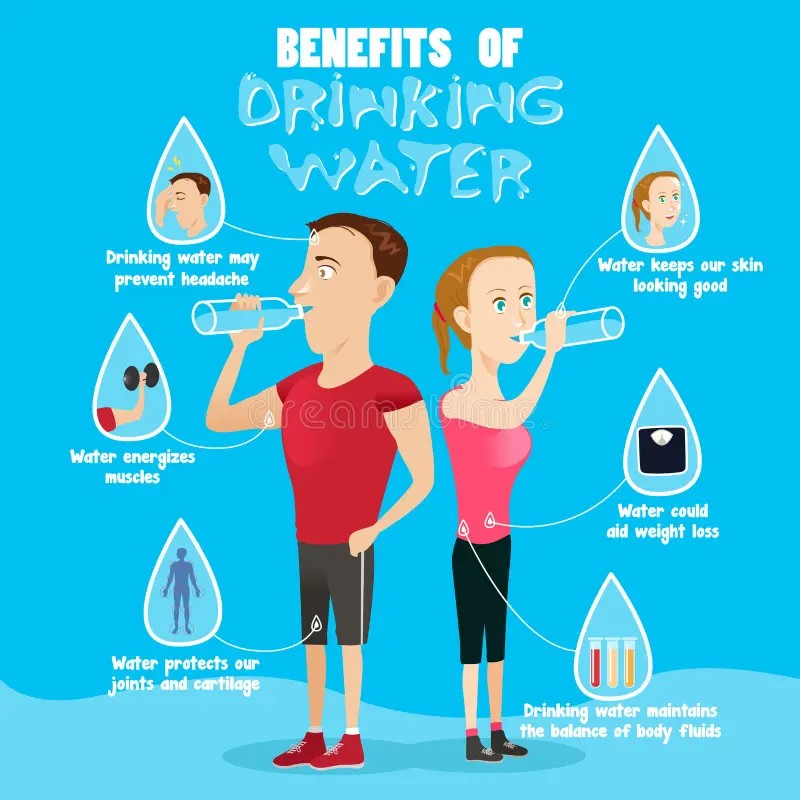 BENEFITS OF
DRINKING
WATER
Drinking water may
prevent headache
Water keeps our skin
looking good
Water energizes
muscles
dreamstime.
Water could
aid weight loss
Water protects our
joints and cartilage
Drinking water maintains
the balance of body fluids